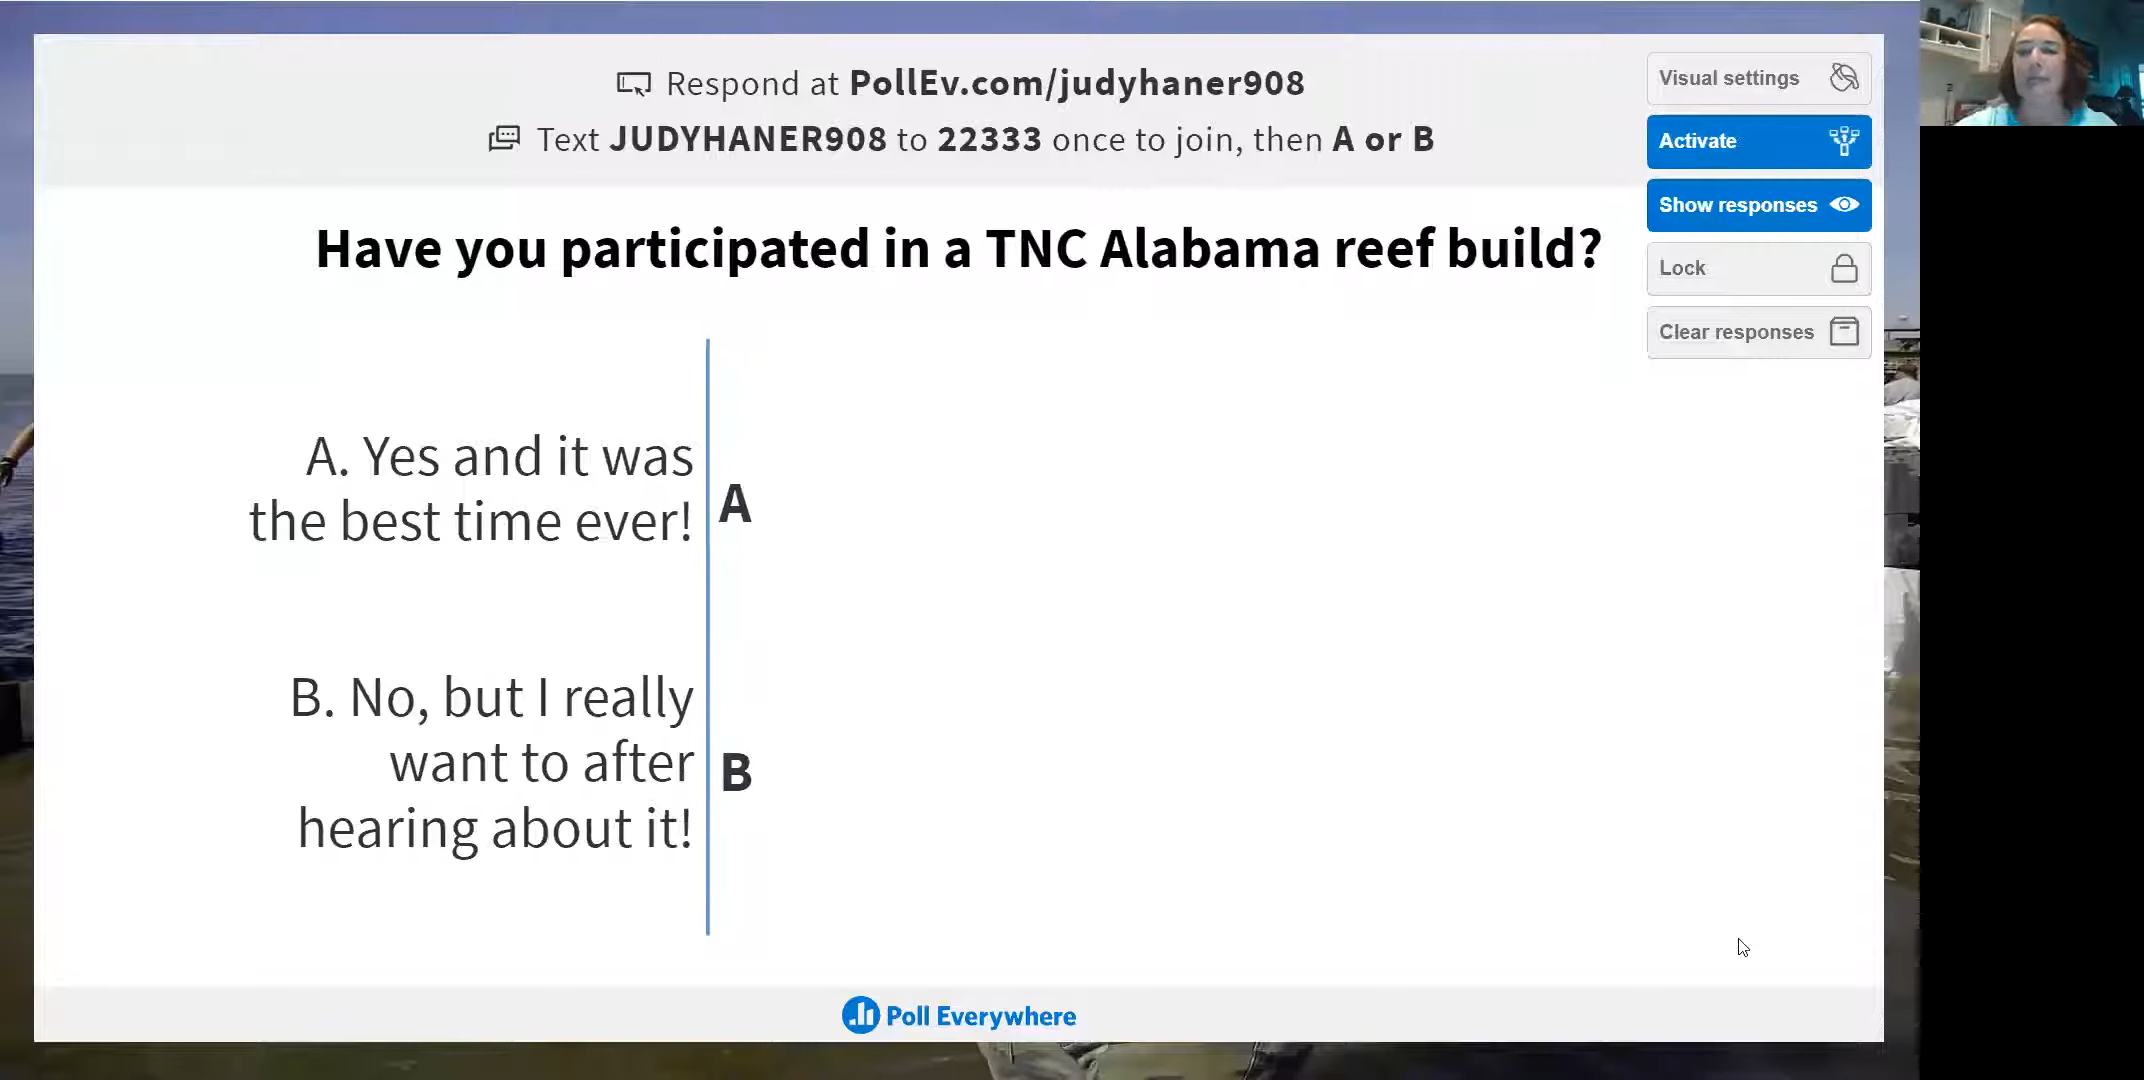 Respond at PollEv.com/judyhaner908
Text JUDYHANER908 to 22333 once to join, then A or B
Visual settings
Activate
Show responses
Lock
Clear responses
Have you participated in a TNC Alabama reef build?
A. Yes and it was
the best time ever!
A
B. No, but I really
want to after
hearing about it!
B
Poll Everywhere